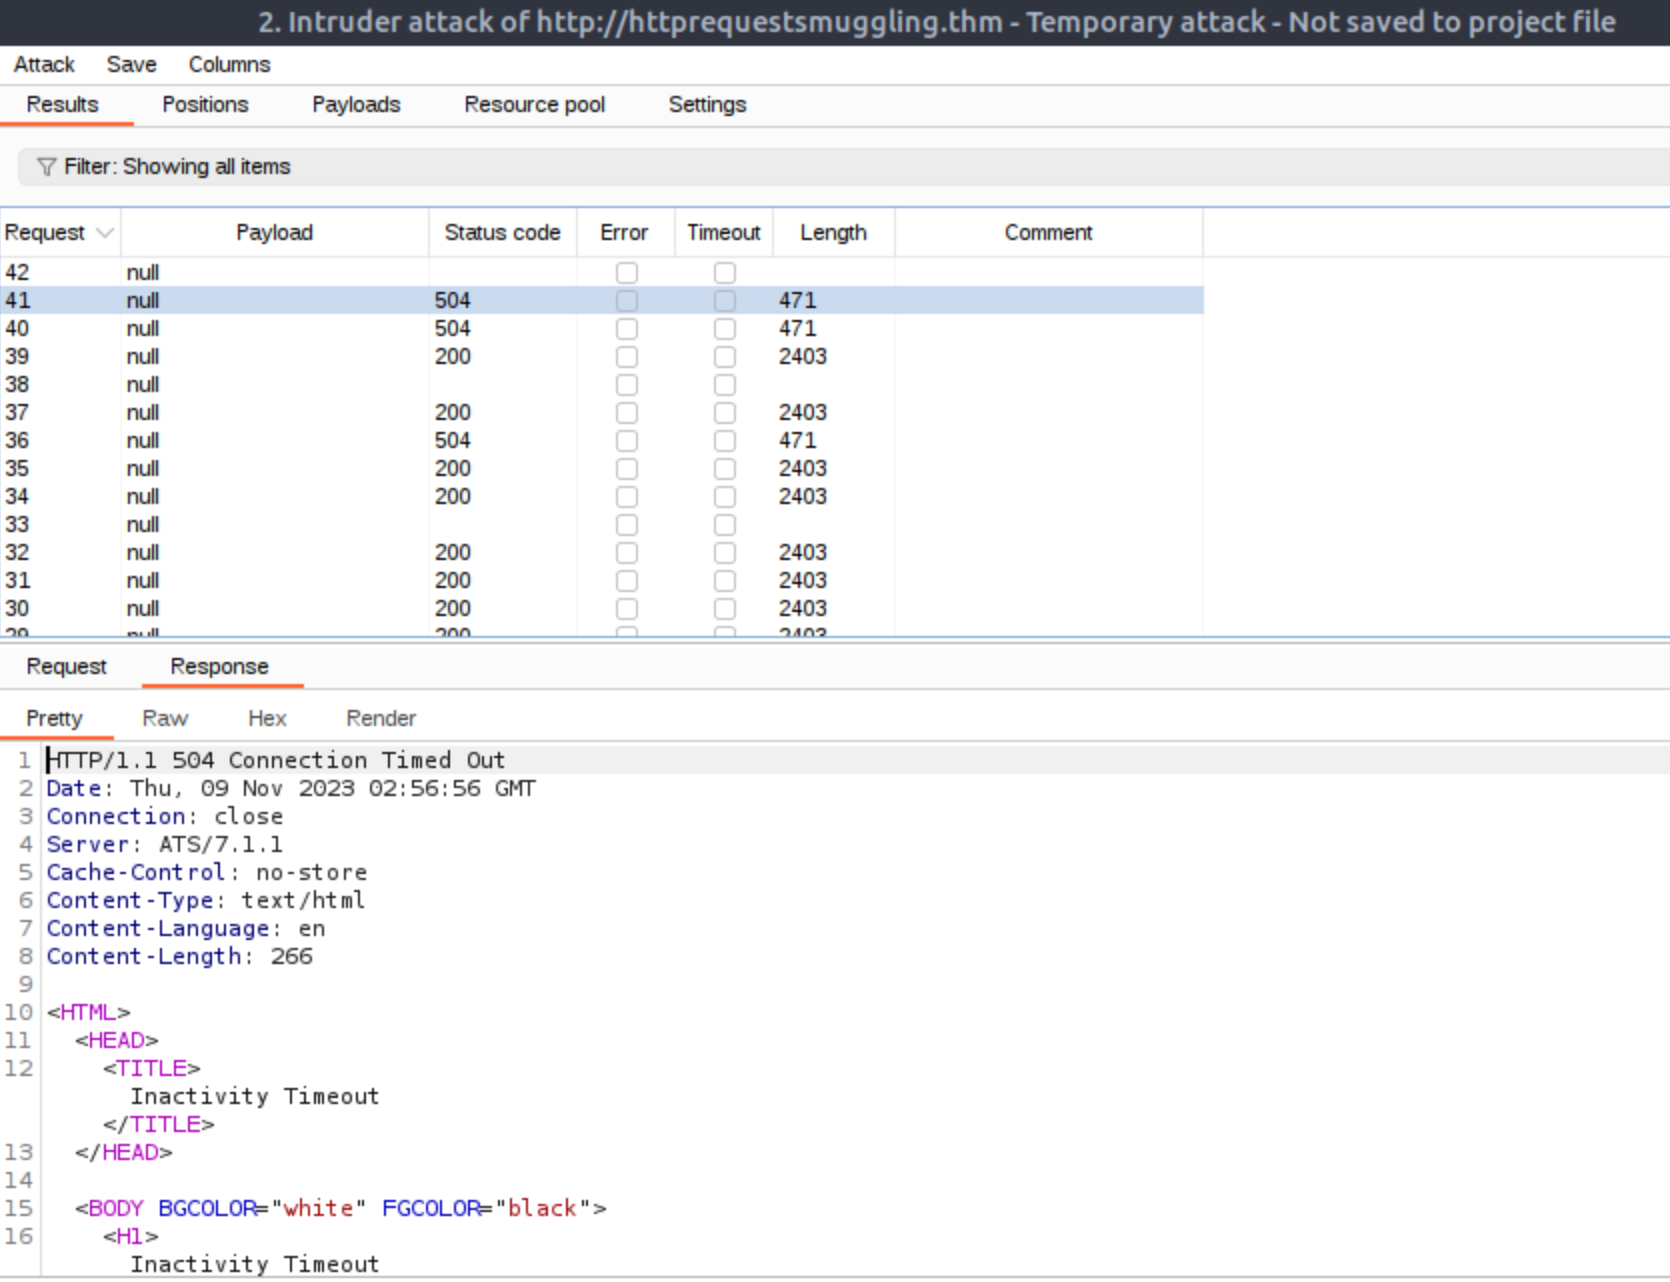 2. Intruder attack of http://httprequestsmuggling.thm - Temporary attack - Not saved to project file
Attack Save Columns
Results Positions Payloads Resource pool Settings
Filter: Showing all items
Request Payload Status code Error Timeout Length Comment
42 null
41 null 504 471
40 null 504 471
39 null 200 2403
38 null
37 null 200 2403
36 null 504 471
35 null 200 2403
34 null 200 2403
33 null
32 null 200 2403
31 null 200 2403
30 null 200 2403
29 null 200 2403
Request Response
Pretty Raw Hex Render
1 HTTP/1.1 504 Connection Timed Out
2 Date: Thu, 09 Nov 2023 02:56:56 GMT
3 Connection: close
4 Server: ATS/7.1.1
5 Cache-Control: no-store
6 Content-Type: text/html
7 Content-Language: en
8 Content-Length: 266
9
10 <HTML>
11 <HEAD>
12 <TITLE>
Inactivity Timeout
</TITLE>
13 </HEAD>
14
15 <BODY BGCOLOR="white" FGCOLOR="black">
16 <H1>
Inactivity Timeout